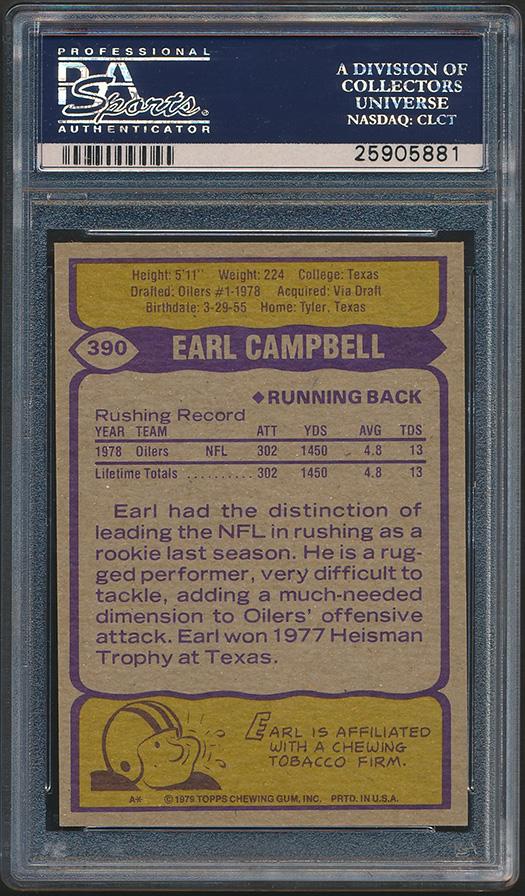 PROFESSIONAL
PSA
Sports.
AUTHENTICATOR
A DIVISION OF
COLLECTORS
UNIVERSE
NASDAQ: CLCT
25905881
Height: 5'11" Weight: 224 College: Texas
Drafted: Oilers #1-1978 Acquired: Via Draft
Birthdate: 3-29-55 Home: Tyler, Texas
390 EARL CAMPBELL
◆RUNNING BACK
Rushing Record
YEAR TEAM ATT YDS AVG TDS
1978 Oilers NFL 302 1450 4.8 13
Lifetime Totals .......... 302 1450 4.8 13
Earl had the distinction of
leading the NFL in rushing as a
rookie last season. He is a rug-
ged performer, very difficult to
tackle, adding a much-needed
dimension to Oilers' offensive
attack. Earl won 1977 Heisman
Trophy at Texas.
EARL IS AFFILIATED
WITH A CHEWING
TOBACCO FIRM.
A* © 1979 TOPPS CHEWING GUM, INC. PRTD. IN U.S.A.